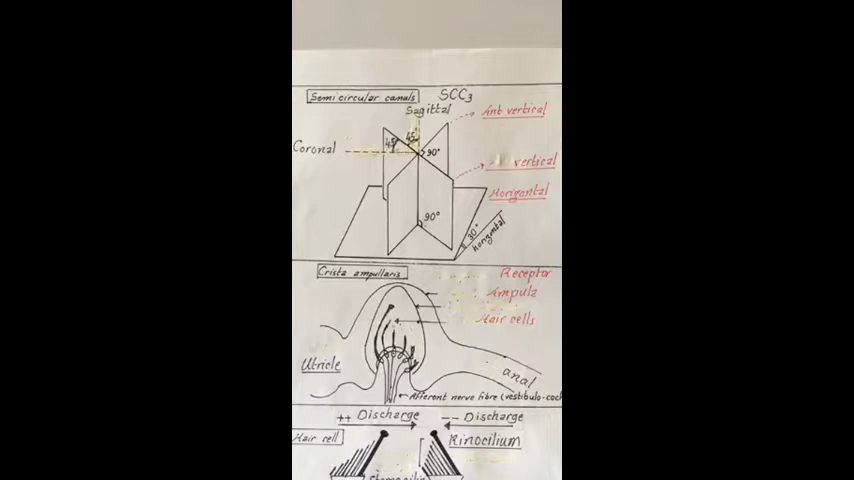 Semicircular canals SCC3
Sagittal
Ant vertical
45° 45°
Coronal
90°
vertical
Horizontal
90°
30°
horizontal
Crista ampullaris
Receptor
Ampula
Hair cells
Utricle
anal
Afferent nerve fibre (vestibulo-coch
++ Discharge -- Discharge
Hair cell
Kinocilium